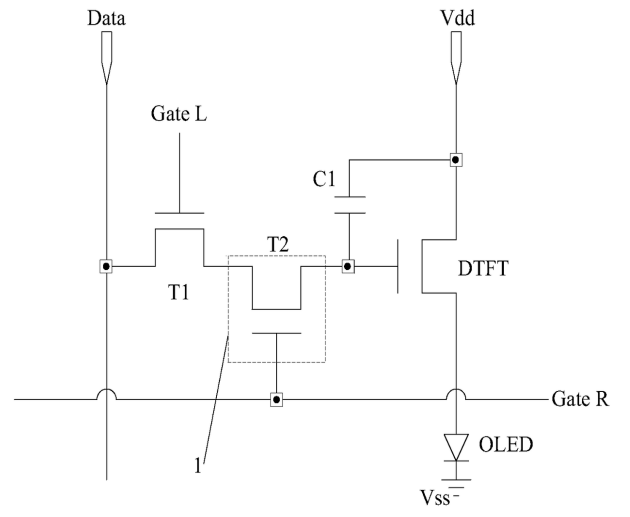 Data
Vdd
Gate L
C1
T2
DTFT
T1
Gate R
OLED
1
Vss